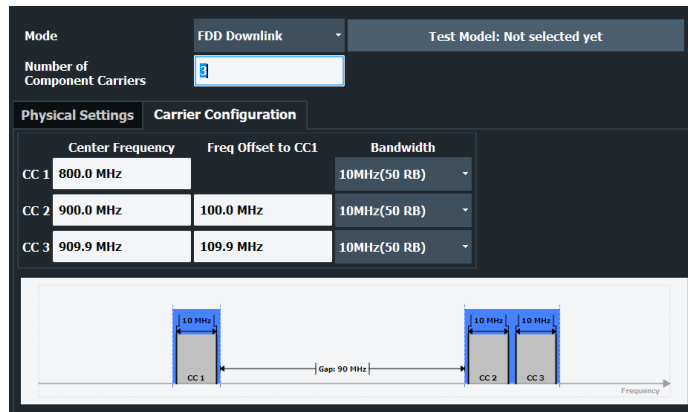 Mode FDD Downlink Test Model: Not selected yet
Number of
Component Carriers 3
Physical Settings Carrier Configuration
Center Frequency Freq Offset to CC1 Bandwidth
CC 1 800.0 MHz 10MHz(50 RB)
CC 2 900.0 MHz 100.0 MHz 10MHz(50 RB)
CC 3 909.9 MHz 109.9 MHz 10MHz(50 RB)
10 MHz 10 MHz 10 MHz
Gap: 90 MHz
CC 1 CC 2 CC 3
Frequency